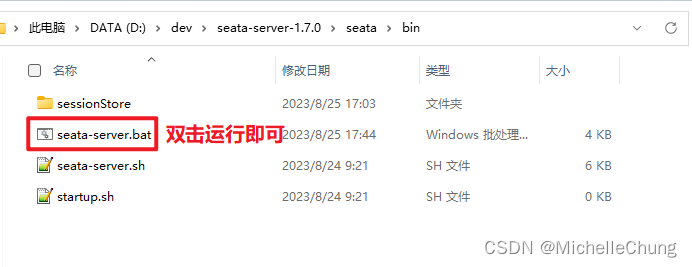 此电脑 > DATA (D:) > dev > seata-server-1.7.0 > seata > bin
名称 修改日期 类型 大小
sessionStore 2023/8/25 17:03 文件夹
seata-server.bat 双击运行即可 2023/8/25 17:44 Windows 批处理... 4 KB
seata-server.sh 2023/8/24 9:21 SH 文件 6 KB
startup.sh 2023/8/24 9:21 SH 文件 0 KB
CSDN @MichelleChung